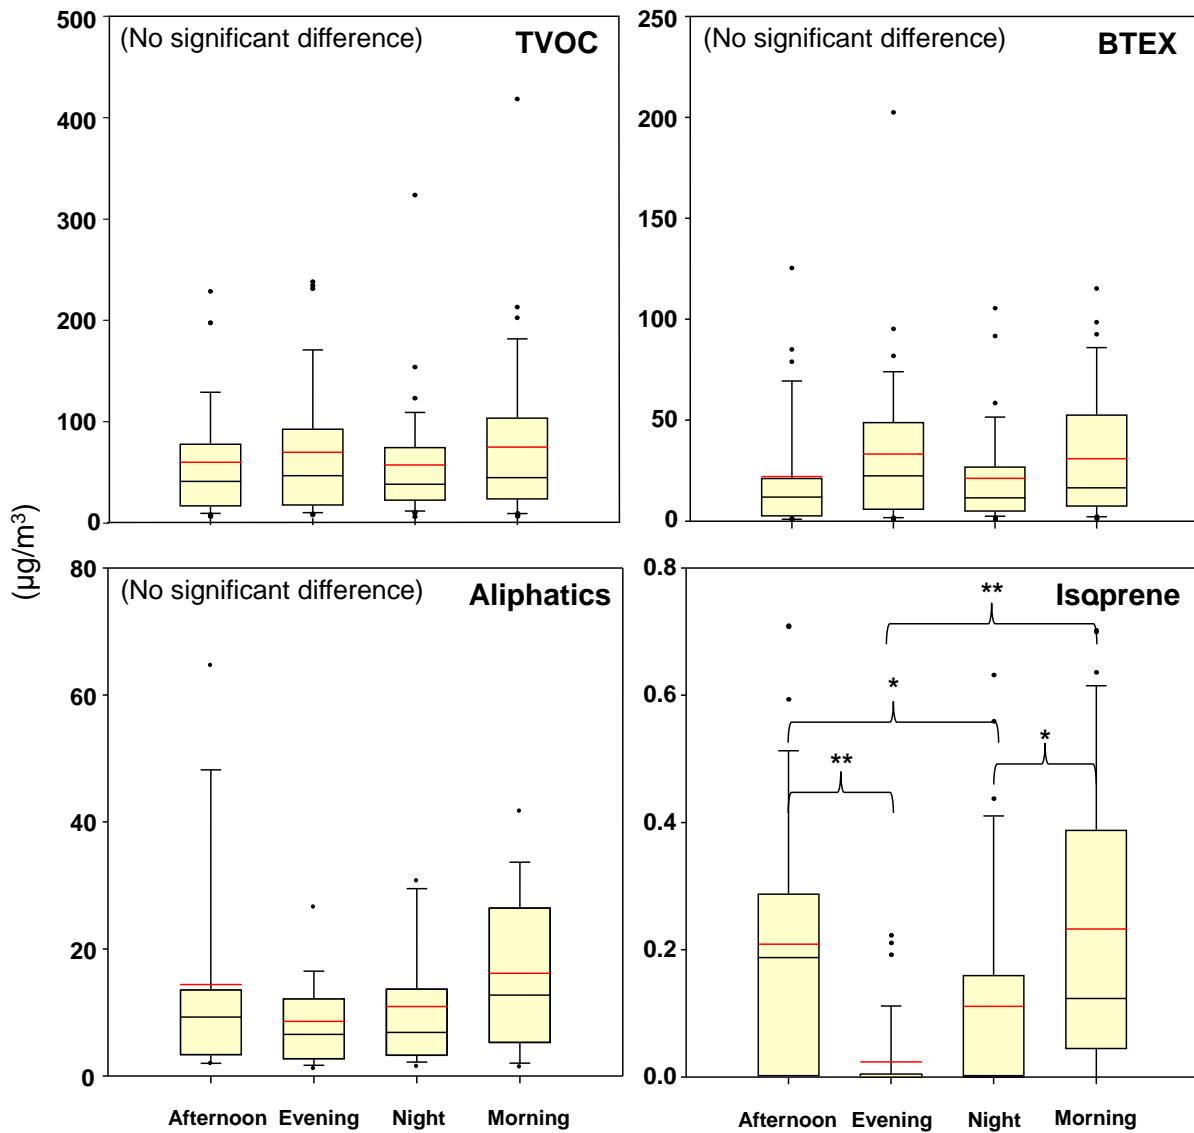 500
(No significant difference)
TVOC
400
300
200
100
0
250
(No significant difference)
BTEX
200
150
100
50
0
(µg/m³)
80
(No significant difference)
Aliphatics
60
40
20
0
Afternoon Evening Night Morning
0.8
Isoprene
**
0.6
*
*
**
0.4
0.2
0.0
Afternoon Evening Night Morning